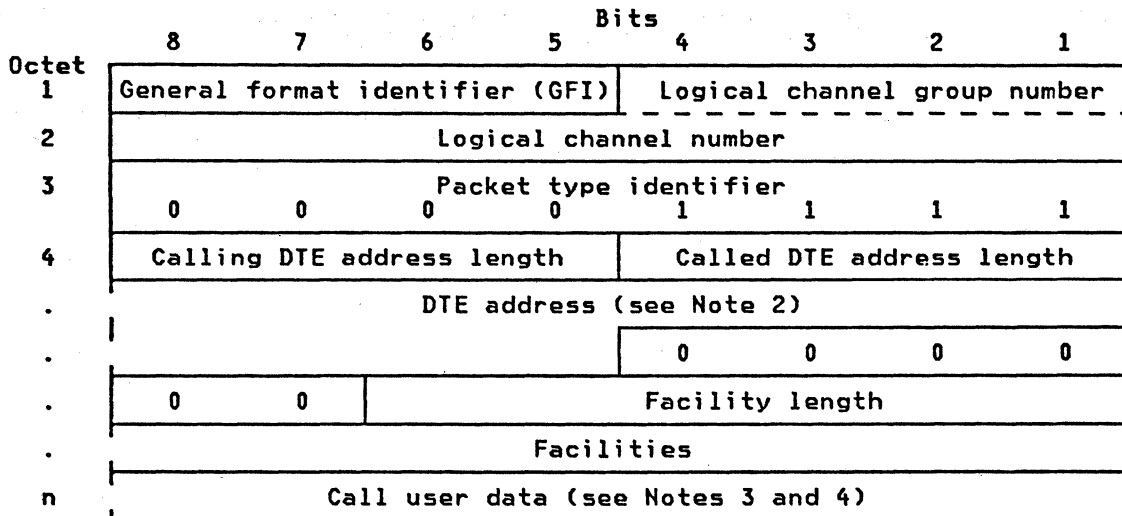 Bits
8 7 6 5 4 3 2 1
Octet
1 General format identifier (GFI) Logical channel group number
2 Logical channel number
3 Packet type identifier
0 0 0 0 1 1 1 1
4 Calling DTE address length Called DTE address length
. DTE address (see Note 2)
. 0 0 0 0
. 0 0 Facility length
. Facilities
n Call user data (see Notes 3 and 4)